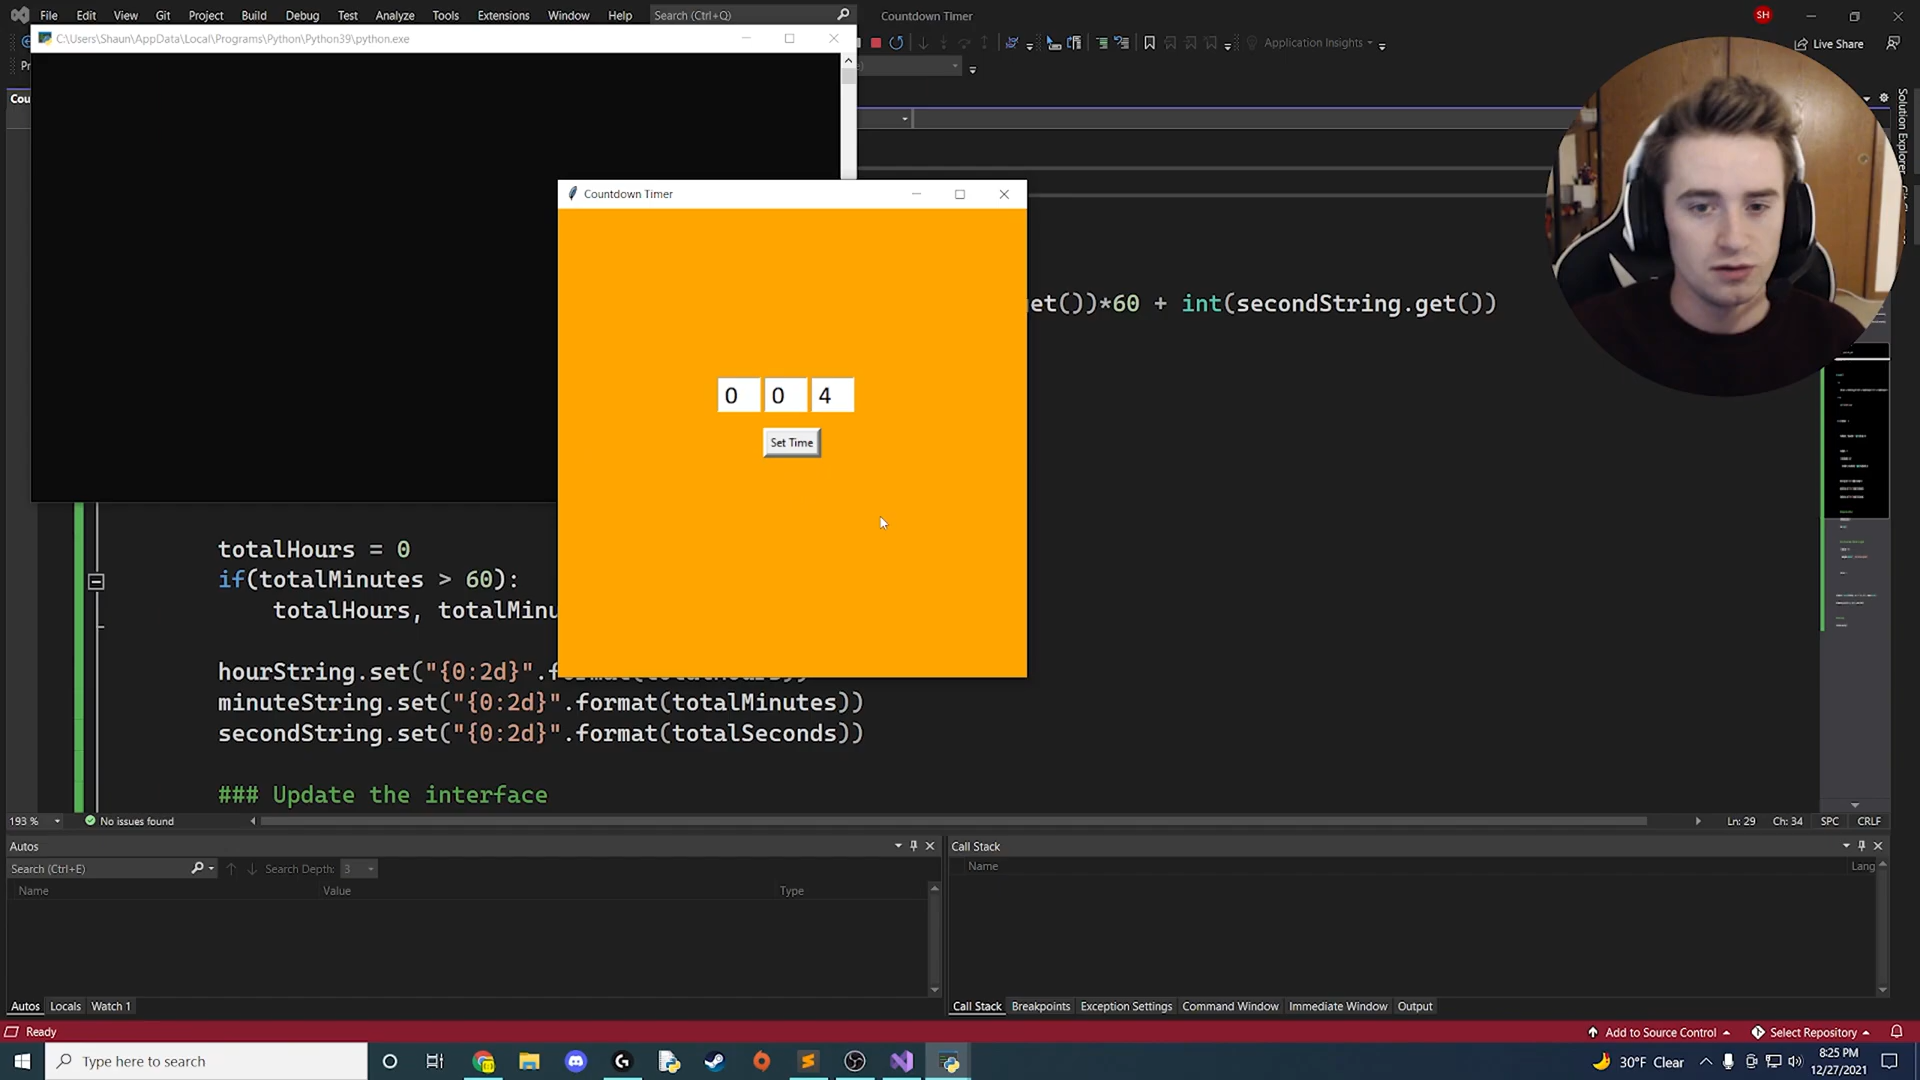 File Edit View Git Project Build Debug Test Analyze Tools Extensions Window Help Search (Ctrl+Q) Countdown Timer SH
C:\Users\Shaun\AppData\Local\Programs\Python\Python39\python.exe
Application Insights
Live Share
Pr
Cou
Solution Explorer
Countdown Timer
et())*60 + int(secondString.get())
0 0 4
Set Time
totalHours = 0
if(totalMinutes > 60):
totalHours, totalMinu
hourString.set("{0:2d}".f
minuteString.set("{0:2d}".format(totalMinutes))
secondString.set("{0:2d}".format(totalSeconds))
### Update the interface
193 % No issues found Ln: 29 Ch: 34 SPC CRLF
Autos
Call Stack
Search (Ctrl+E) Search Depth: 3
Name Lang
Name Value Type
Autos Locals Watch 1
Call Stack Breakpoints Exception Settings Command Window Immediate Window Output
Ready Add to Source Control Select Repository
Type here to search
30°F Clear
8:25 PM
12/27/2021